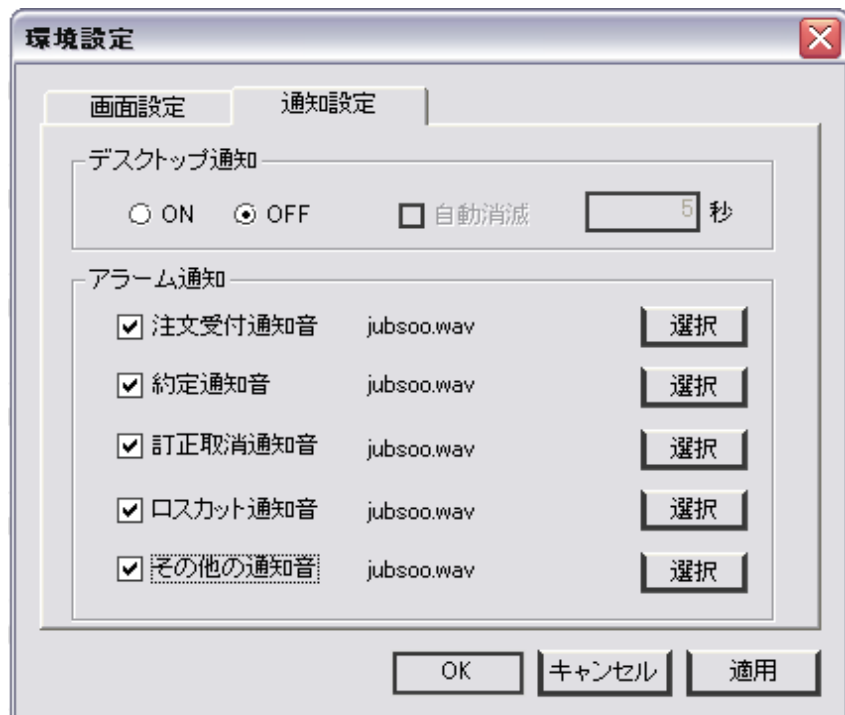 環境設定
画面設定 通知設定
デスクトップ通知
ON OFF 自動消滅 5 秒
アラーム通知
注文受付通知音 jubsoo.wav 選択
約定通知音 jubsoo.wav 選択
訂正取消通知音 jubsoo.wav 選択
ロスカット通知音 jubsoo.wav 選択
その他の通知音 jubsoo.wav 選択
OK キャンセル 適用